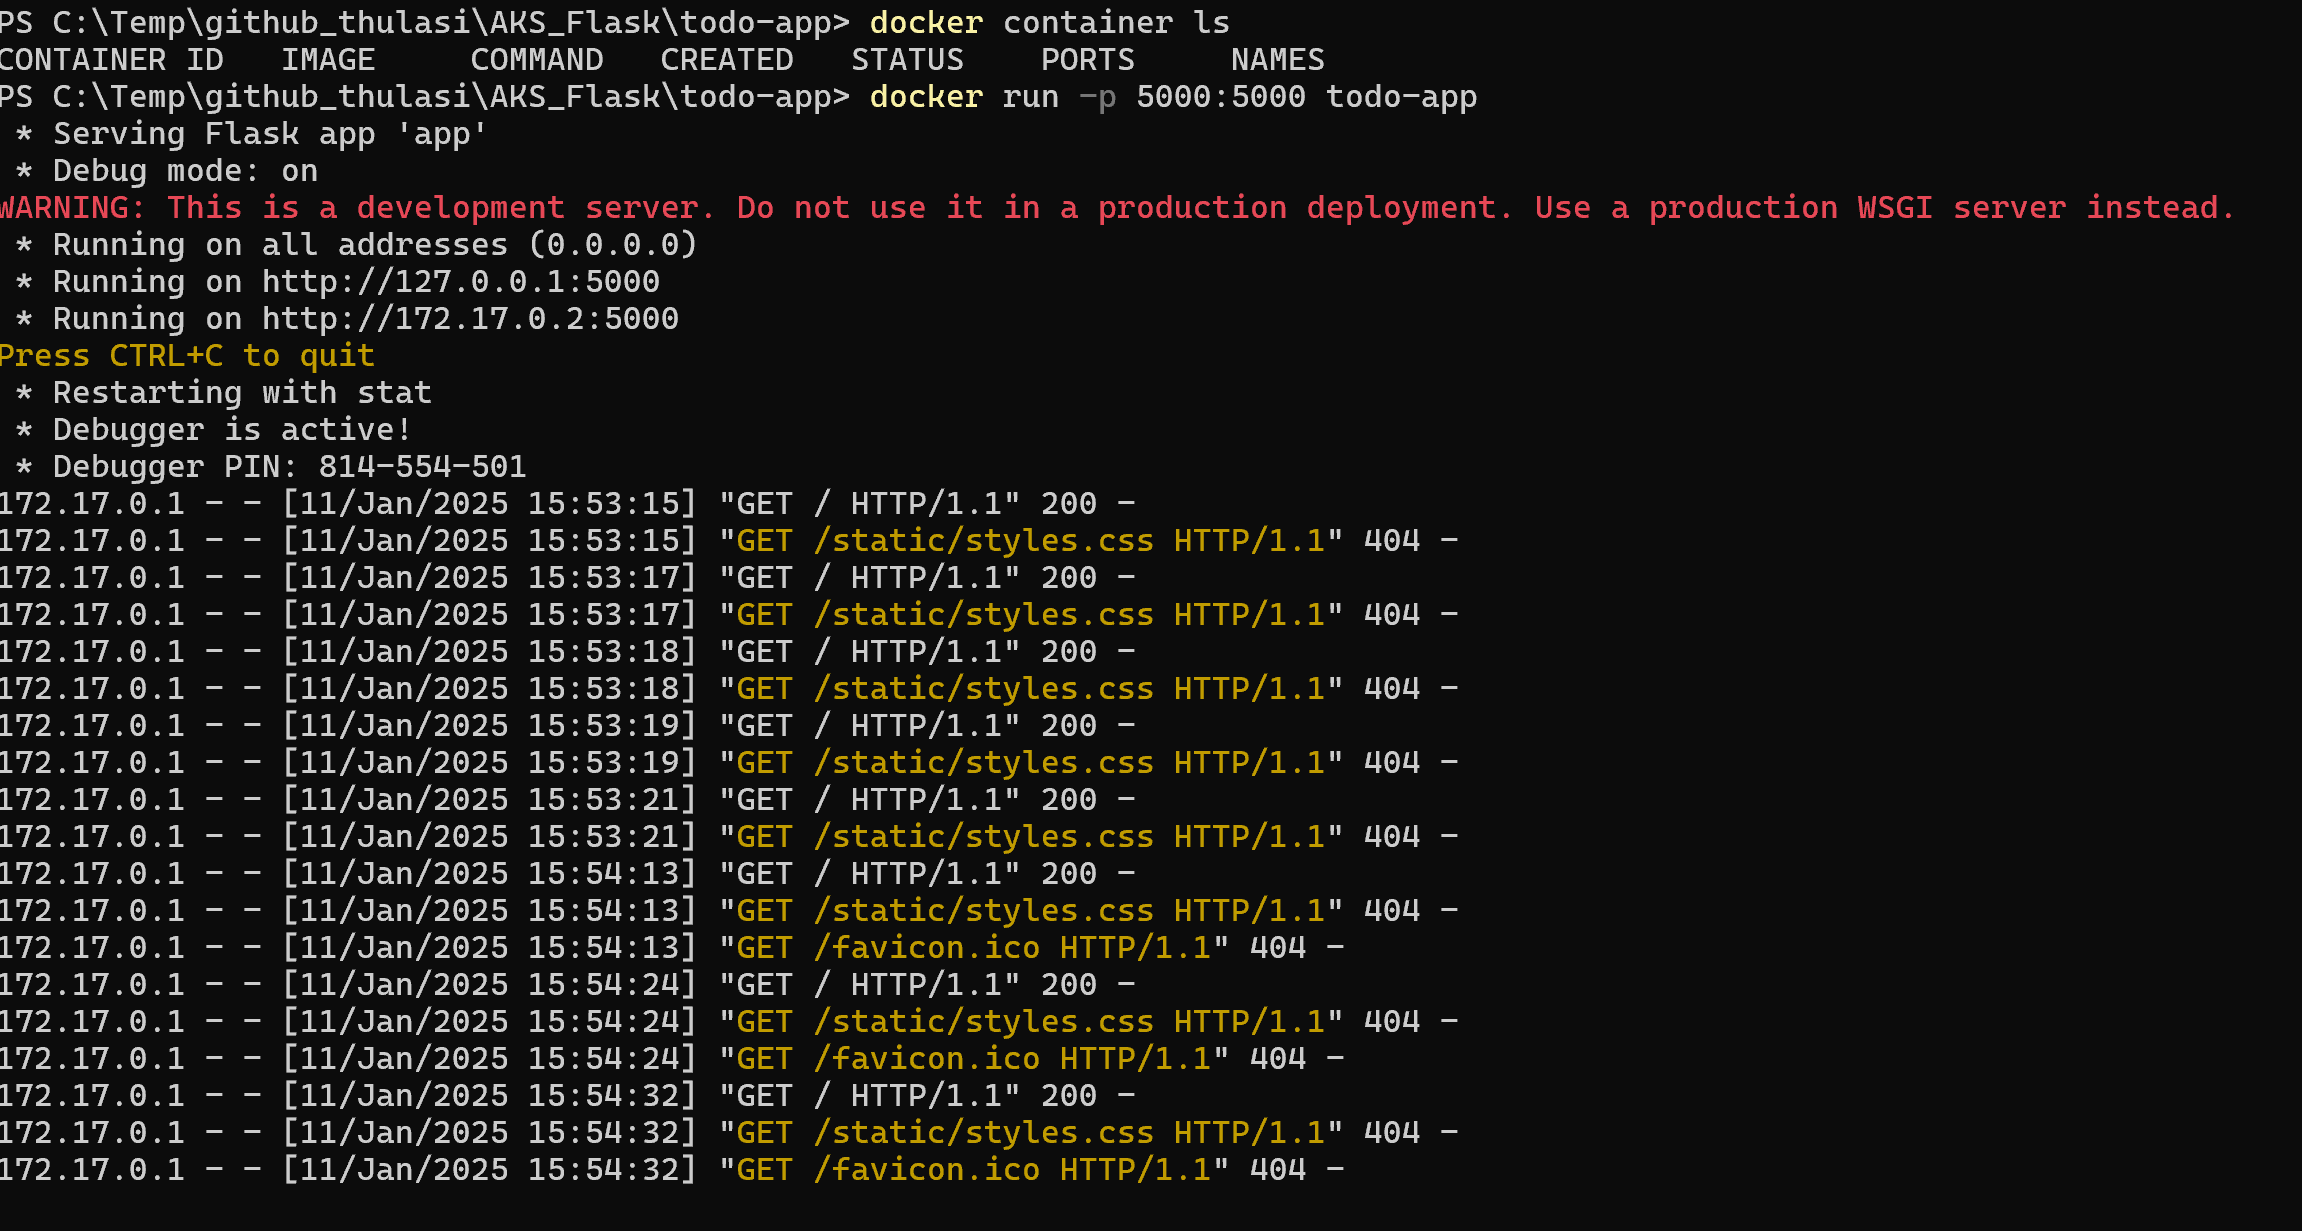 PS C:\Temp\github_thulasi\AKS_Flask\todo-app> docker container ls
CONTAINER ID   IMAGE     COMMAND   CREATED   STATUS    PORTS     NAMES
PS C:\Temp\github_thulasi\AKS_Flask\todo-app> docker run -p 5000:5000 todo-app
 * Serving Flask app 'app'
 * Debug mode: on
WARNING: This is a development server. Do not use it in a production deployment. Use a production WSGI server instead.
 * Running on all addresses (0.0.0.0)
 * Running on http://127.0.0.1:5000
 * Running on http://172.17.0.2:5000
Press CTRL+C to quit
 * Restarting with stat
 * Debugger is active!
 * Debugger PIN: 814-554-501
172.17.0.1 - - [11/Jan/2025 15:53:15] "GET / HTTP/1.1" 200 -
172.17.0.1 - - [11/Jan/2025 15:53:15] "GET /static/styles.css HTTP/1.1" 404 -
172.17.0.1 - - [11/Jan/2025 15:53:17] "GET / HTTP/1.1" 200 -
172.17.0.1 - - [11/Jan/2025 15:53:17] "GET /static/styles.css HTTP/1.1" 404 -
172.17.0.1 - - [11/Jan/2025 15:53:18] "GET / HTTP/1.1" 200 -
172.17.0.1 - - [11/Jan/2025 15:53:18] "GET /static/styles.css HTTP/1.1" 404 -
172.17.0.1 - - [11/Jan/2025 15:53:19] "GET / HTTP/1.1" 200 -
172.17.0.1 - - [11/Jan/2025 15:53:19] "GET /static/styles.css HTTP/1.1" 404 -
172.17.0.1 - - [11/Jan/2025 15:53:21] "GET / HTTP/1.1" 200 -
172.17.0.1 - - [11/Jan/2025 15:53:21] "GET /static/styles.css HTTP/1.1" 404 -
172.17.0.1 - - [11/Jan/2025 15:54:13] "GET / HTTP/1.1" 200 -
172.17.0.1 - - [11/Jan/2025 15:54:13] "GET /static/styles.css HTTP/1.1" 404 -
172.17.0.1 - - [11/Jan/2025 15:54:13] "GET /favicon.ico HTTP/1.1" 404 -
172.17.0.1 - - [11/Jan/2025 15:54:24] "GET / HTTP/1.1" 200 -
172.17.0.1 - - [11/Jan/2025 15:54:24] "GET /static/styles.css HTTP/1.1" 404 -
172.17.0.1 - - [11/Jan/2025 15:54:24] "GET /favicon.ico HTTP/1.1" 404 -
172.17.0.1 - - [11/Jan/2025 15:54:32] "GET / HTTP/1.1" 200 -
172.17.0.1 - - [11/Jan/2025 15:54:32] "GET /static/styles.css HTTP/1.1" 404 -
172.17.0.1 - - [11/Jan/2025 15:54:32] "GET /favicon.ico HTTP/1.1" 404 -